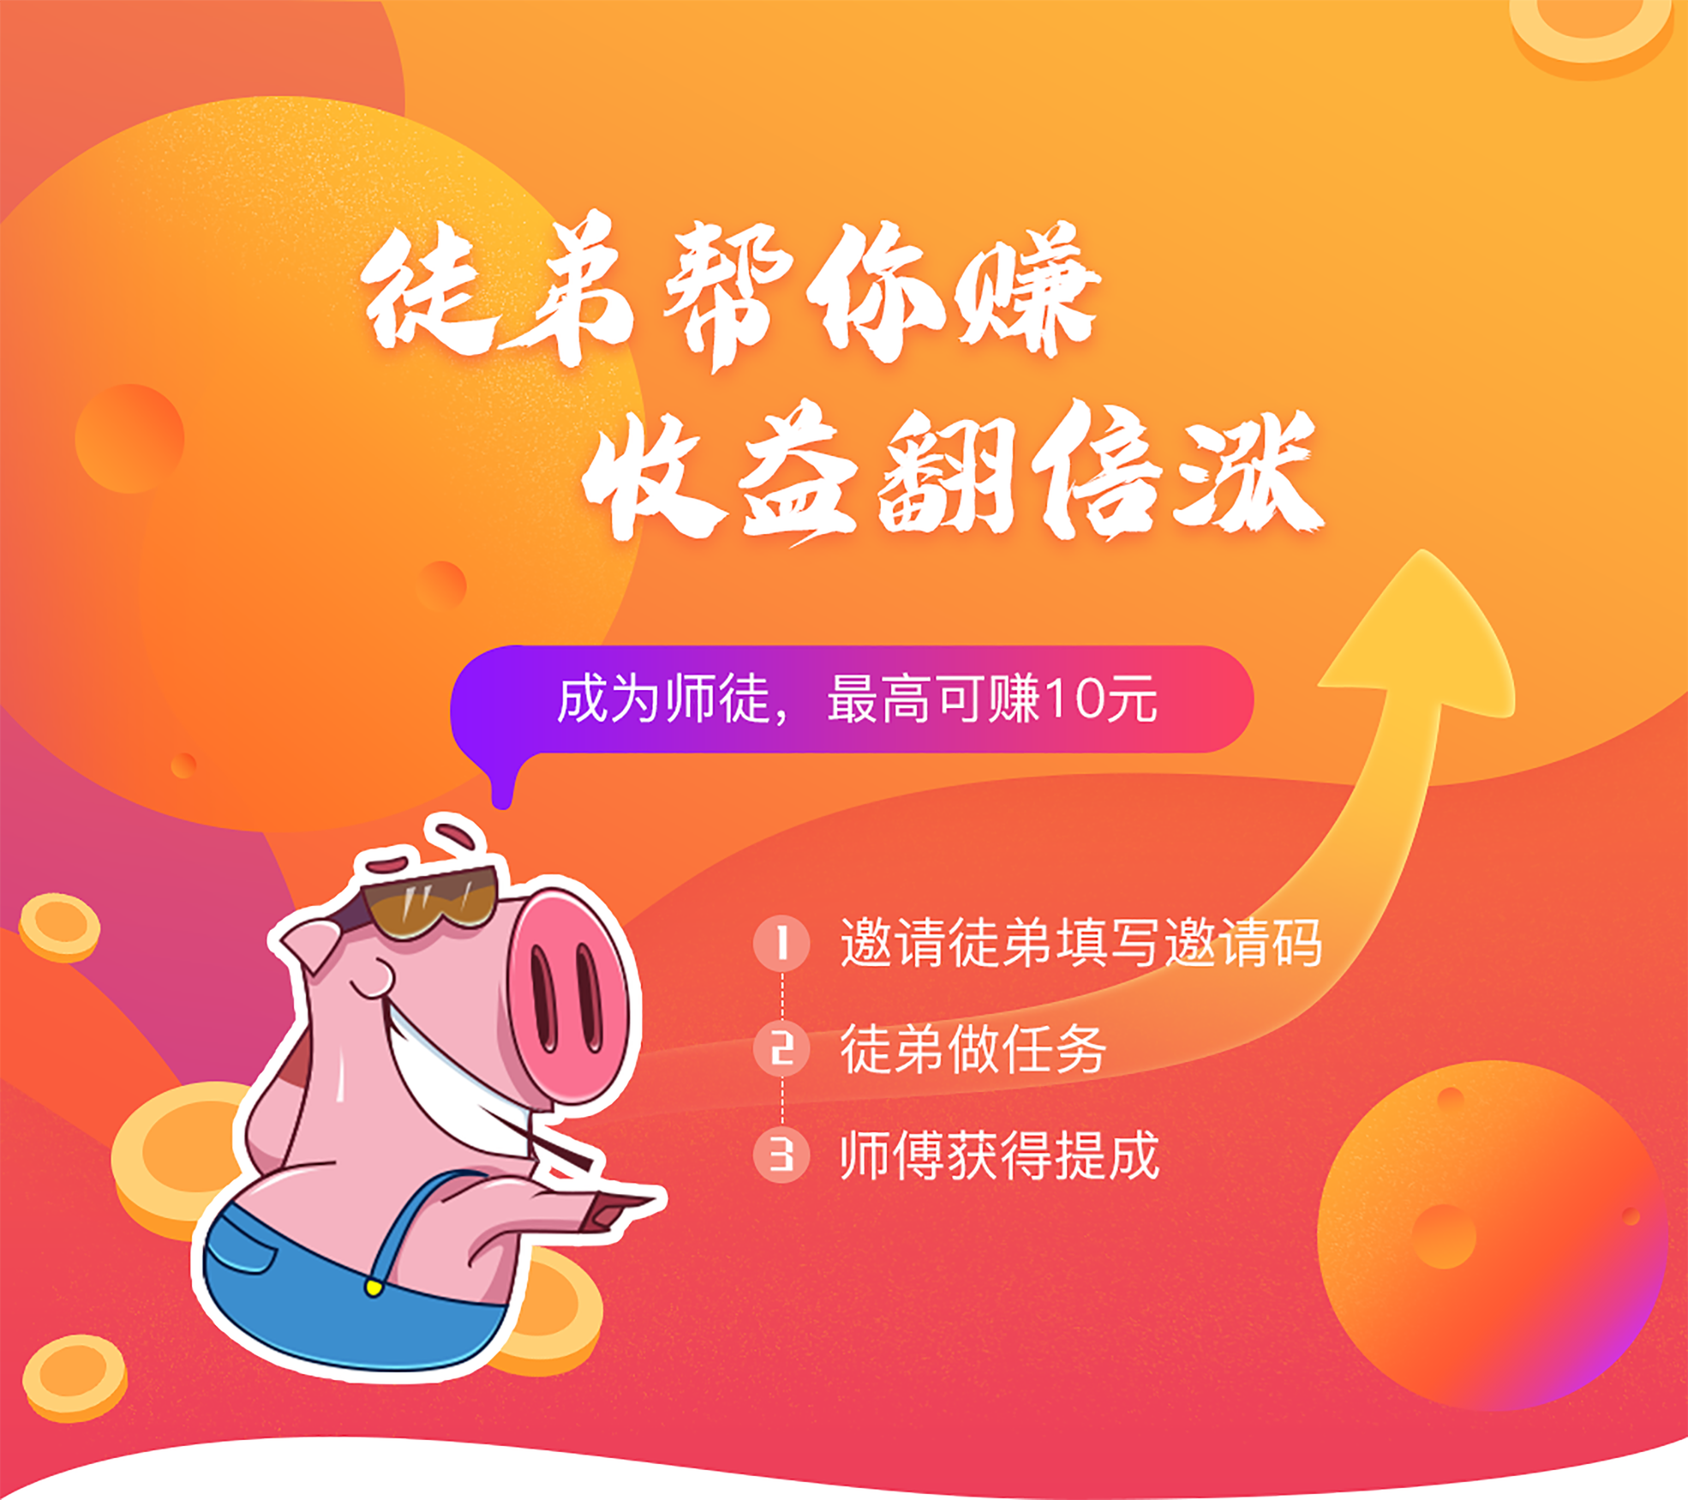 徒弟帮你赚
收益翻倍涨
成为师徒，最高可赚10元
1 邀请徒弟填写邀请码
2 徒弟做任务
3 师傅获得提成